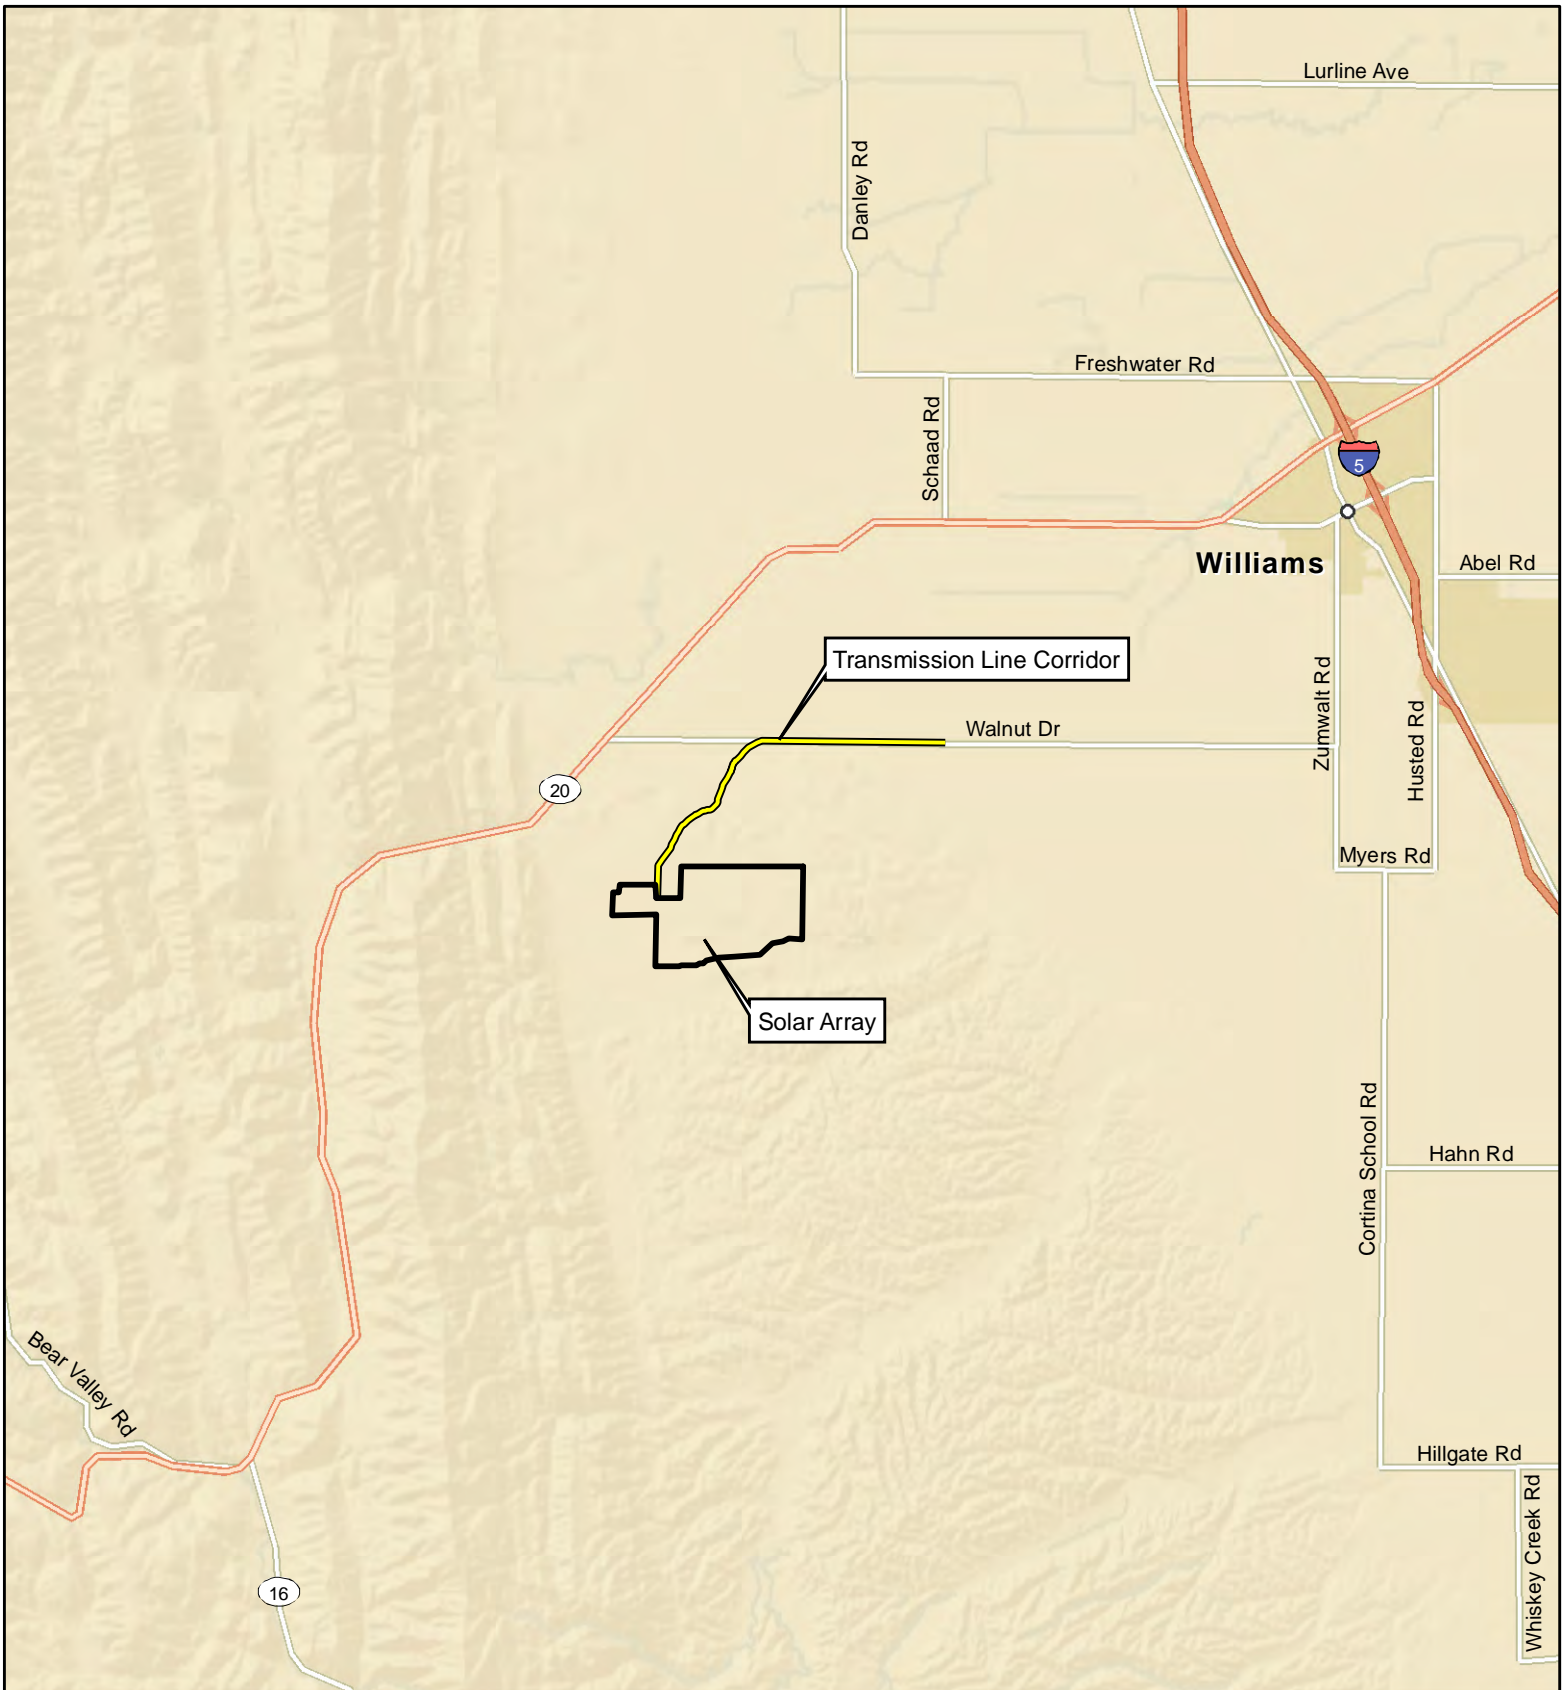 Lurline Ave
Danley Rd
Freshwater Rd
Schaad Rd
5
Williams
Abel Rd
Transmission Line Corridor
Zumwalt Rd
Walnut Dr
Husted Rd
20
Myers Rd
Solar Array
Cortina School Rd
Hahn Rd
Bear Valley Rd
Hillgate Rd
Whiskey Creek Rd
16